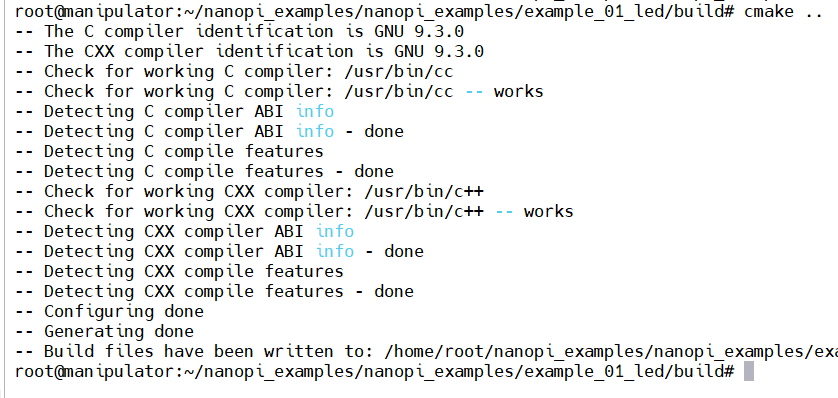 root@manipulator:~/nanopi_examples/nanopi_examples/example_01_led/build# cmake ..
-- The C compiler identification is GNU 9.3.0
-- The CXX compiler identification is GNU 9.3.0
-- Check for working C compiler: /usr/bin/cc
-- Check for working C compiler: /usr/bin/cc -- works
-- Detecting C compiler ABI info
-- Detecting C compiler ABI info - done
-- Detecting C compile features
-- Detecting C compile features - done
-- Check for working CXX compiler: /usr/bin/c++
-- Check for working CXX compiler: /usr/bin/c++ -- works
-- Detecting CXX compiler ABI info
-- Detecting CXX compiler ABI info - done
-- Detecting CXX compile features
-- Detecting CXX compile features - done
-- Configuring done
-- Generating done
-- Build files have been written to: /home/root/nanopi_examples/nanopi_examples/exa
root@manipulator:~/nanopi_examples/nanopi_examples/example_01_led/build#